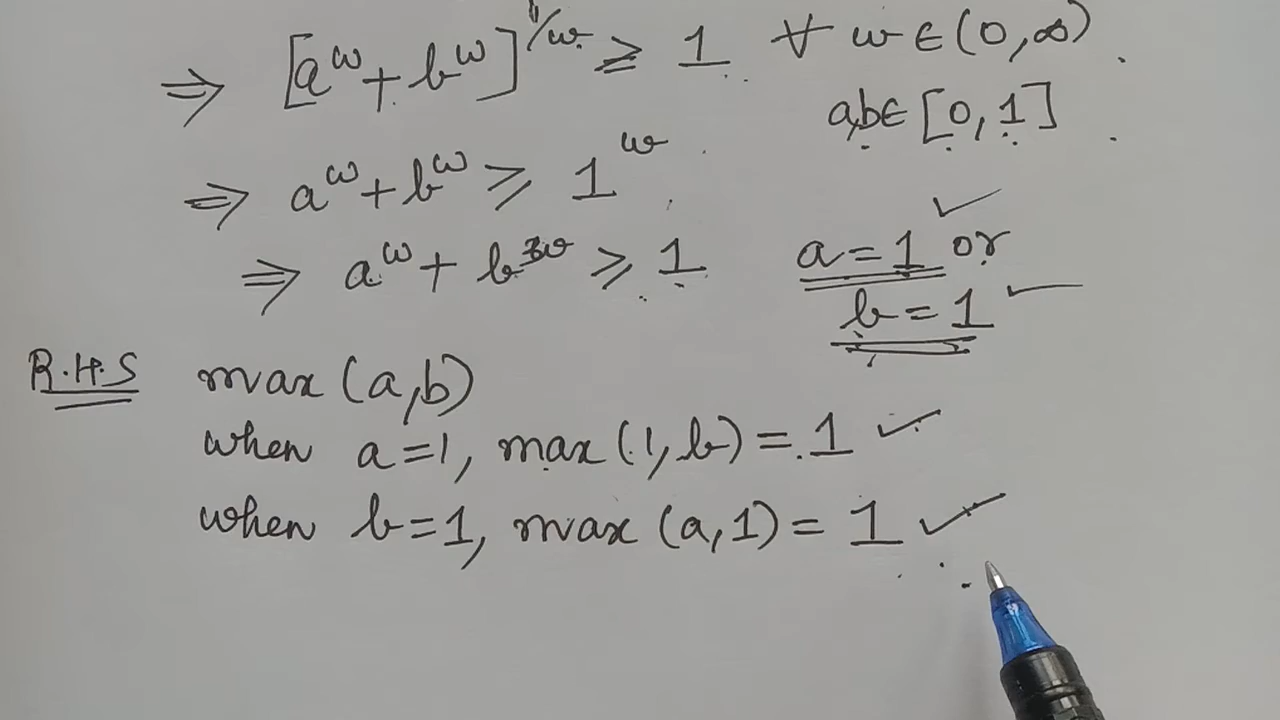 ⇒ [a^w + b^w]^1/w ≥ 1 ∀ w ∈ (0, ∞)
a,b ∈ [0, 1]
⇒ a^w + b^w ≥ 1^w
⇒ a^w + b^w ≥ 1
a = 1 or
b = 1
R.H.S max (a,b)
when a=1, max (1, b) = 1 ✓
when b=1, max (a,1) = 1 ✓